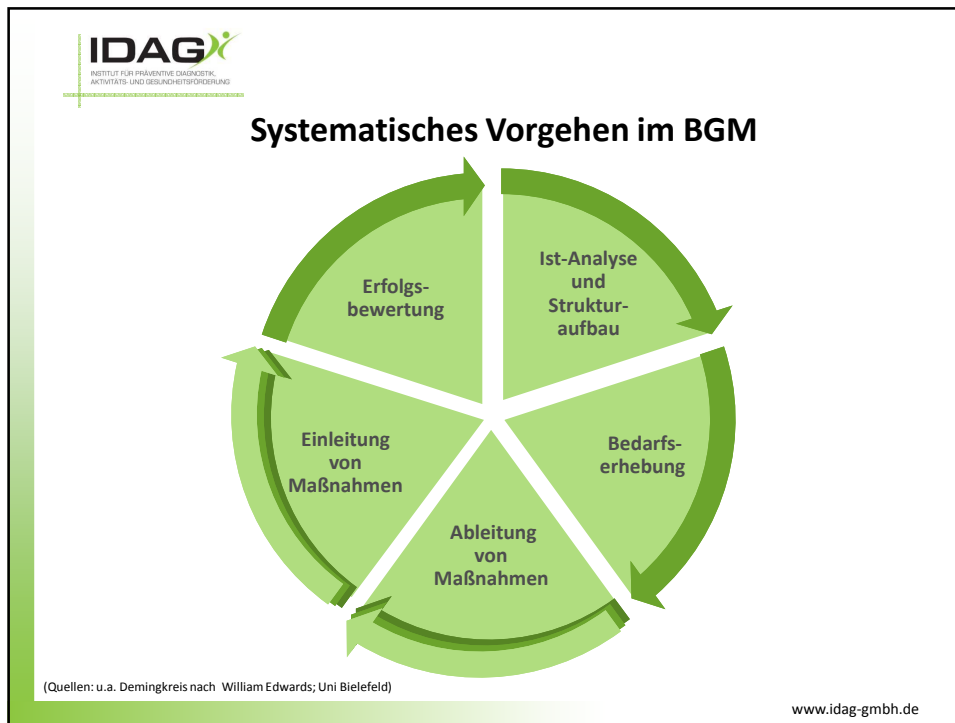 IDAG
INSTITUT FÜR PRÄVENTIVE DIAGNOSTIK,
AKTIVITÄTS- UND GESUNDHEITSFÖRDERUNG
Systematisches Vorgehen im BGM
Ist-Analyse
und
Struktur-
aufbau
Bedarfs-
erhebung
Ableitung
von
Maßnahmen
Einleitung
von
Maßnahmen
Erfolgs-
bewertung
(Quellen: u.a. Demingkreis nach William Edwards; Uni Bielefeld)
www.idag-gmbh.de